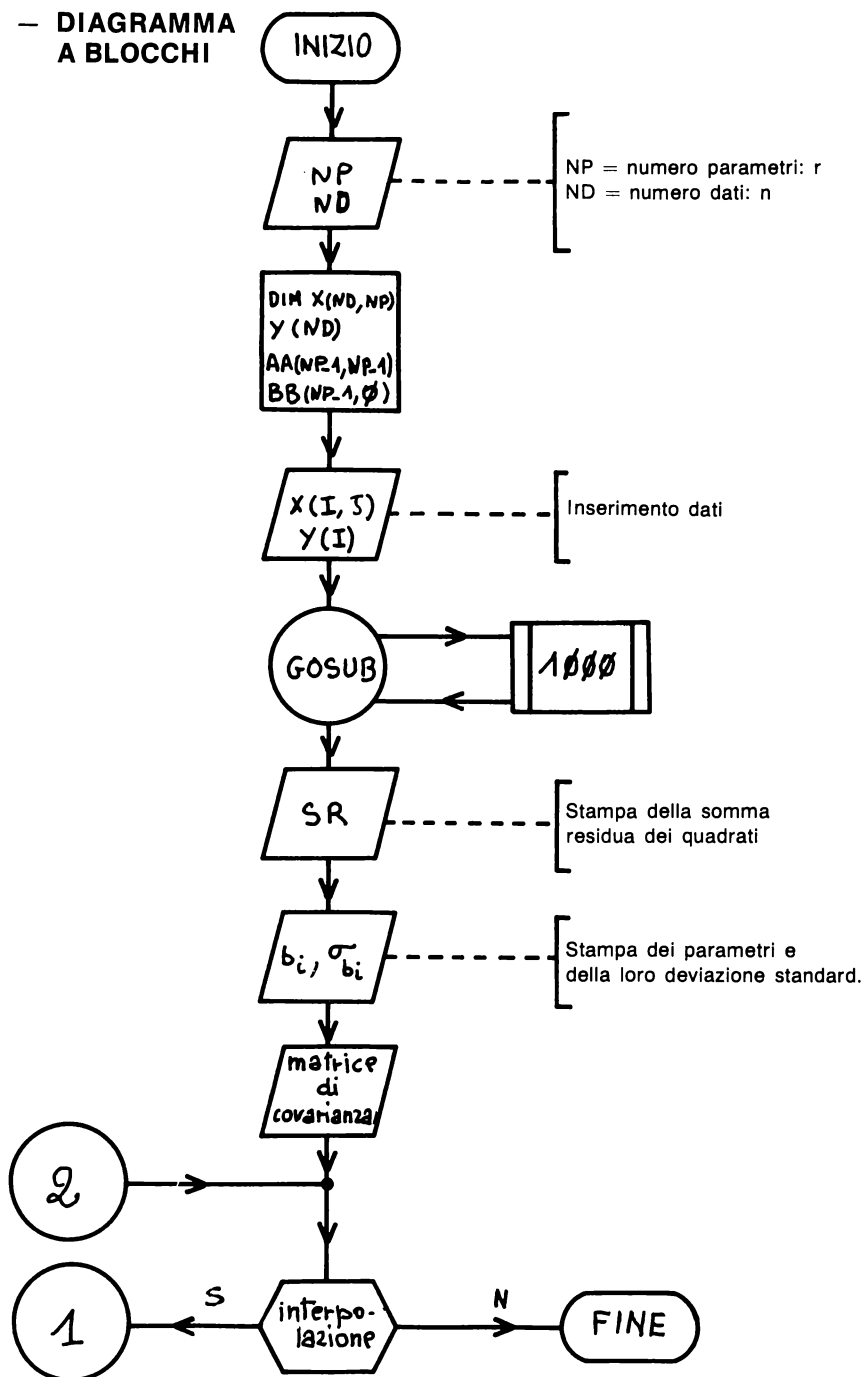 — DIAGRAMMA
A BLOCCHI
INIZIO
NP
ND
NP = numero parametri: r
ND = numero dati: n
DIM X(ND, NP)
Y (ND)
AA(NP-1, NP-1)
BB(NP-1, Ø)
X(I, J)
Y(I)
Inserimento dati
GOSUB
1ØØØ
SR
Stampa della somma
residua dei quadrati
bi, σbi
Stampa dei parametri e
della loro deviazione standard.
matrice
di
covarianza
2
1
S
interpo-
lazione
N
FINE